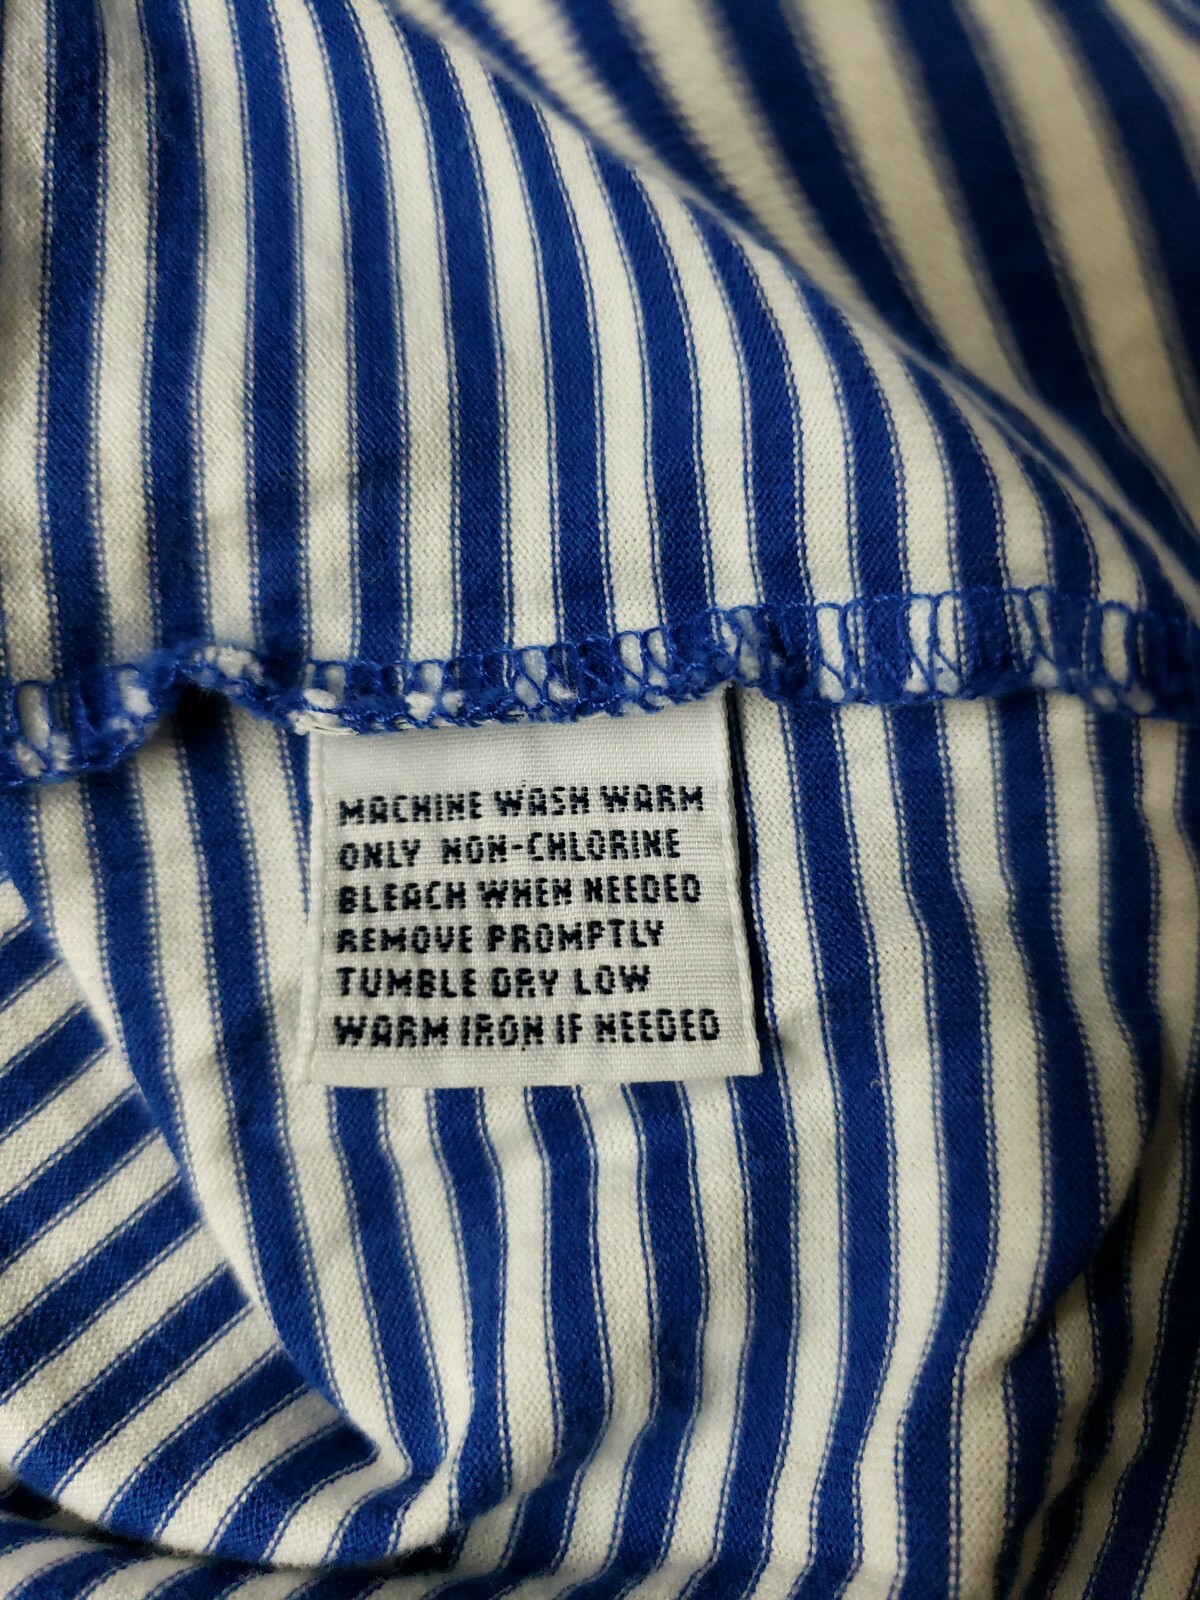 MACHINE WASH WARM
ONLY NON-CHLORINE
BLEACH WHEN NEEDED
REMOVE PROMPTLY
TUMBLE DRY LOW
WARM IRON IF NEEDED